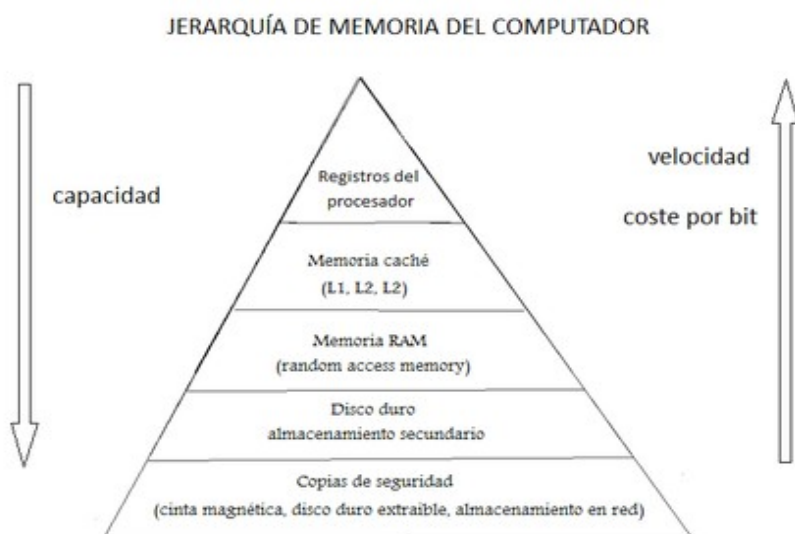 JERARQUÍA DE MEMORIA DEL COMPUTADOR
capacidad
velocidad
coste por bit
Registros del
procesador
Memoria caché
(L1, L2, L2)
Memoria RAM
(random access memory)
Disco duro
almacenamiento secundario
Copias de seguridad
(cinta magnética, disco duro extraíble, almacenamiento en red)